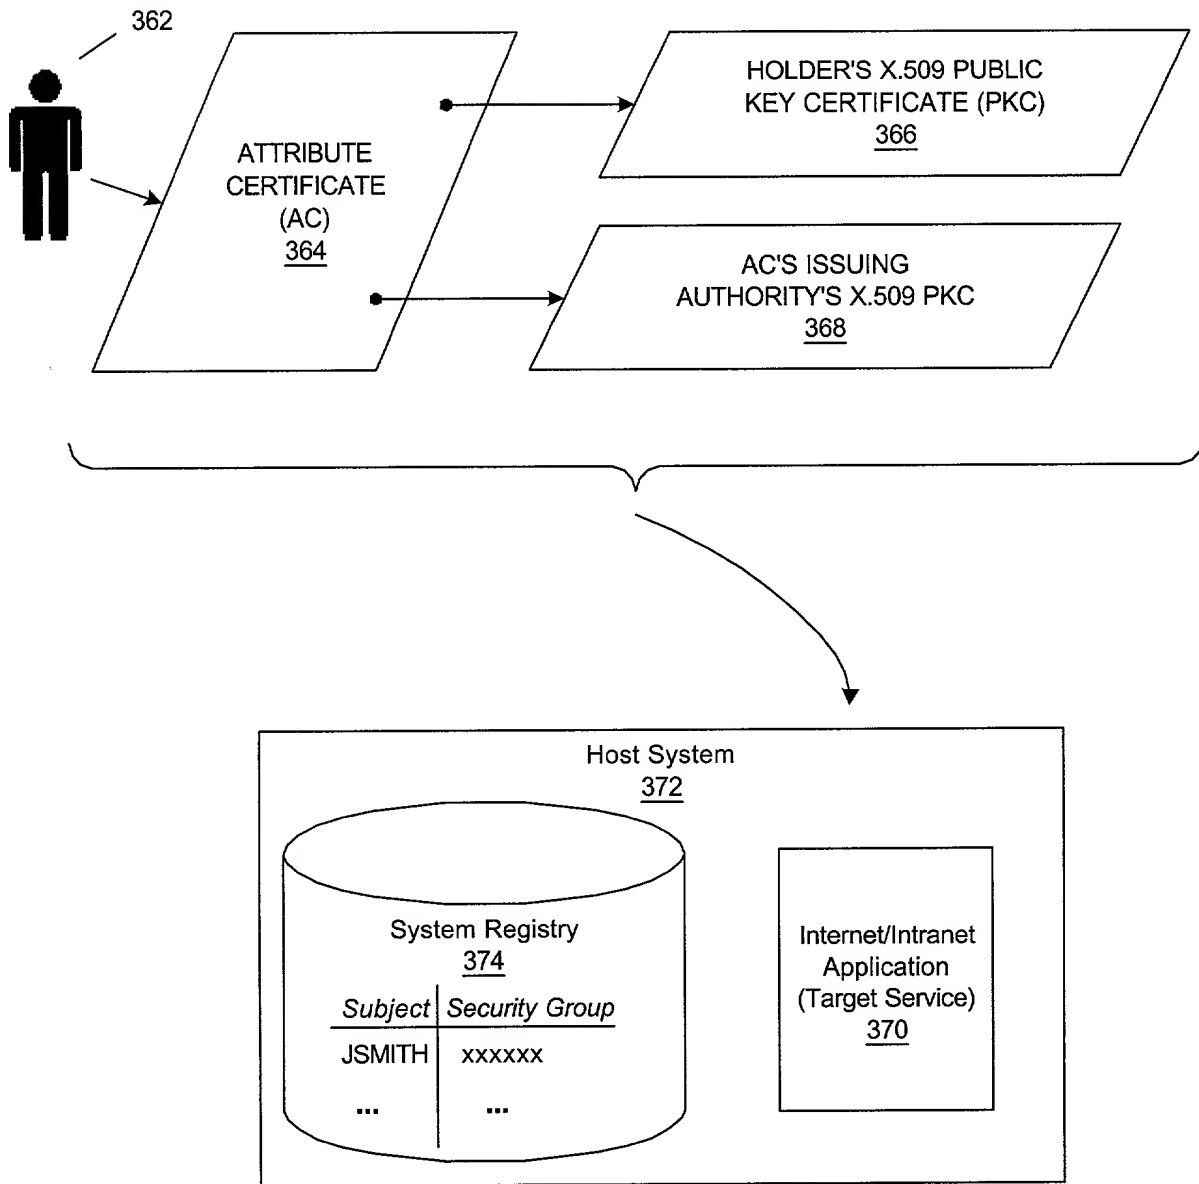 362
ATTRIBUTE
CERTIFICATE
(AC)
364
HOLDER'S X.509 PUBLIC
KEY CERTIFICATE (PKC)
366
AC'S ISSUING
AUTHORITY'S X.509 PKC
368
Host System
372
System Registry
374
Subject Security Group
JSMITH xxxxxx
... ...
Internet/Intranet
Application
(Target Service)
370